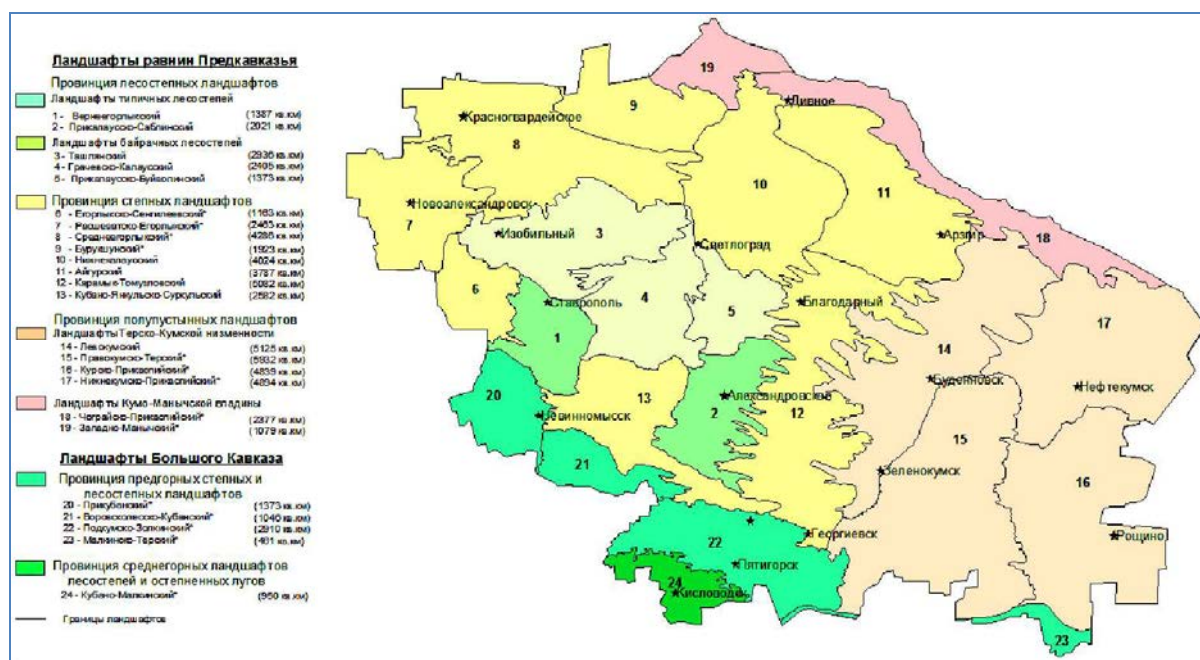 Ландшафты равнин Предкавказья
Провинция лесостепных ландшафтов
Ландшафты типичных лесостепей
1 - Верхнеегорлыкский (1387 кв.км)
2 - Прикалаусско-Саблинский (2021 кв.км)
Ландшафты байрачных лесостепей
3 - Ташлянский (2936 кв.км)
4 - Грачевско-Калаусский (2405 кв.км)
5 - Прикалаусско-Буйволинский (1373 кв.км)
Провинция степных ландшафтов
6 - Егорлыкско-Сенгилеевский* (1163 кв.км)
7 - Расшеватско-Егорлыкский* (2463 кв.км)
8 - Среднеегорлыкский* (4286 кв.км)
9 - Бурукшунский* (1923 кв.км)
10 - Нижнекалаусский (4024 кв.км)
11 - Айгурский (3787 кв.км)
12 - Карамык-Томузловский (5082 кв.км)
13 - Кубано-Янкульско-Суркульский (2582 кв.км)
Провинция полупустынных ландшафтов
Ландшафты Терско-Кумской низменности
14 - Левокумский (5125 кв.км)
15 - Правокумско-Терский* (5932 кв.км)
16 - Курско-Прикаспийский* (4839 кв.км)
17 - Нижнекумско-Прикаспийский* (4894 кв.км)
Ландшафты Кумо-Манычской впадины
18 - Чограйско-Прикаспийский* (2377 кв.км)
19 - Западно-Манычский* (1079 кв.км)
Ландшафты Большого Кавказа
Провинция предгорных степных и
лесостепных ландшафтов
20 - Прикубанский* (1373 кв.км)
21 - Воровсколесско-Кубанский* (1046 кв.км)
22 - Подкумско-Золкинский* (2910 кв.км)
23 - Малкинско-Терский* (461 кв.км)
Провинция среднегорных ландшафтов
лесостепей и остепненных лугов
24 - Кубано-Малкинский* (950 кв.км)
Границы ландшафтов
19
9
Дивное
Красногвардейское
8
10
11
7
Новоалександровск
Изобильный
3
Светлоград
Арзгир
18
6
Ставрополь
4
5
Благодарный
17
1
14
20
13
Александровское
2
Буденновск
Нефтекумск
Невинномысск
12
15
21
Зеленокумск
16
22
Георгиевск
Рощино
Пятигорск
24
Кисловодск
23